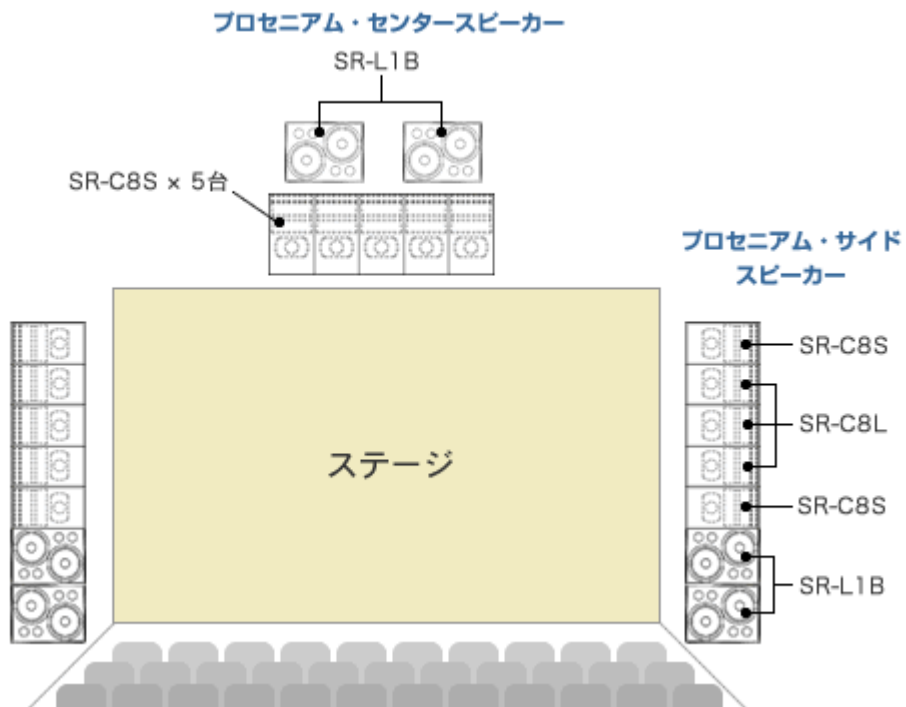 プロセニアム・センタースピーカー
SR-L1B
SR-C8S × 5台
プロセニアム・サイド
スピーカー
SR-C8S
SR-C8L
ステージ
SR-C8S
SR-L1B